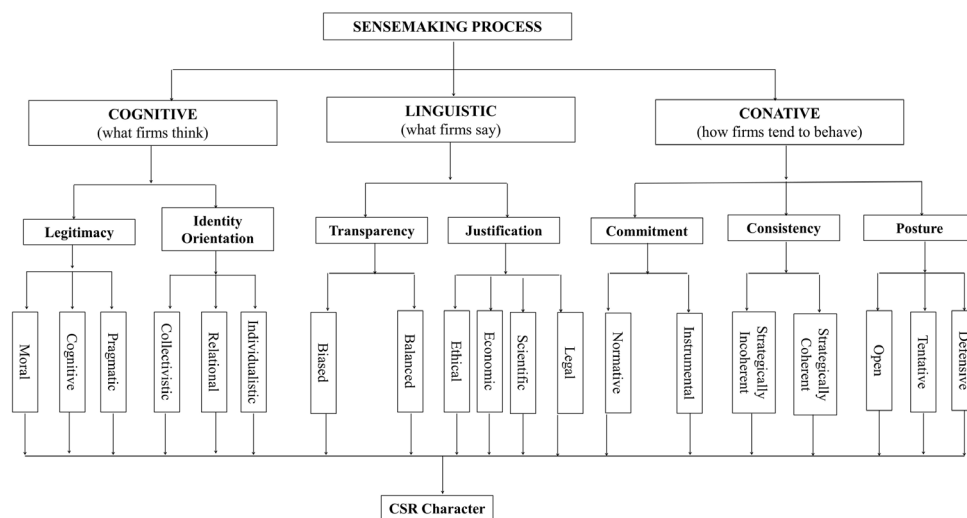 SENSEMAKING PROCESS
COGNITIVE
(what firms think)
LINGUISTIC
(what firms say)
CONATIVE
(how firms tend to behave)
Legitimacy
Identity
Orientation
Transparency
Justification
Commitment
Consistency
Posture
Moral
Cognitive
Pragmatic
Collectivistic
Relational
Individualistic
Biased
Balanced
Ethical
Economic
Scientific
Legal
Normative
Instrumental
Strategically
Incoherent
Strategically
Coherent
Open
Tentative
Defensive
CSR Character